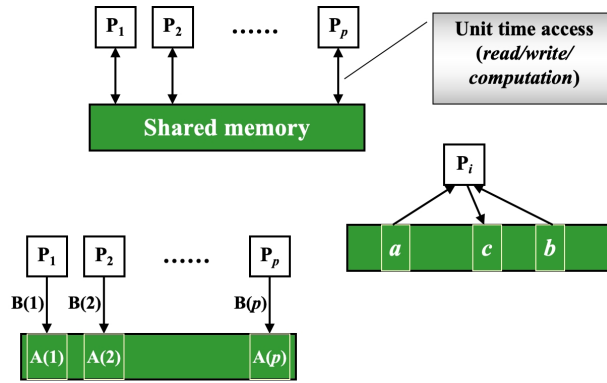 P1 P2 ...... Pp
Unit time access
(read/write/
computation)
Shared memory
Pi
a c b
P1 P2 ...... Pp
B(1) B(2) B(p)
A(1) A(2) A(p)